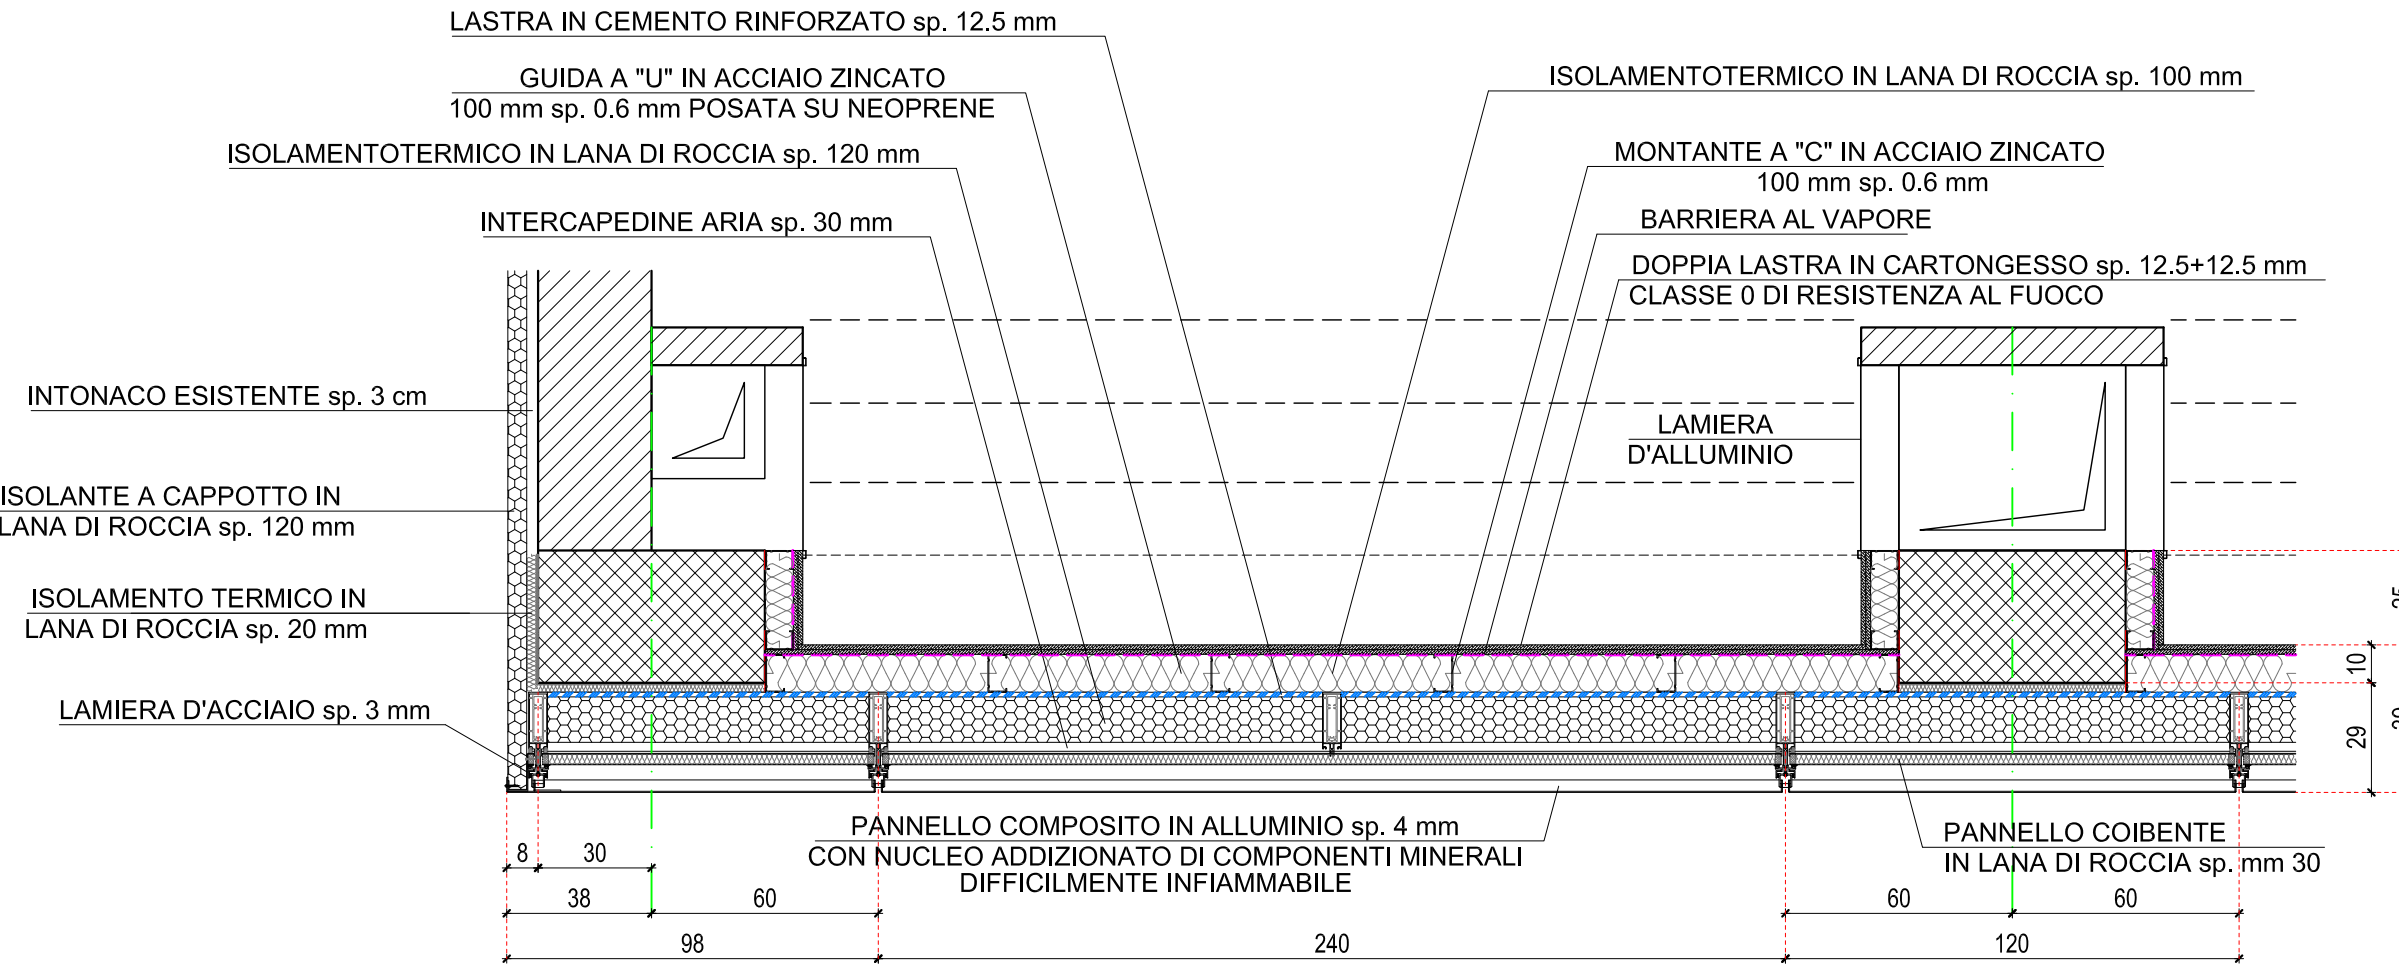 LASTRA IN CEMENTO RINFORZATO sp. 12.5 mm
GUIDA A "U" IN ACCIAIO ZINCATO
100 mm sp. 0.6 mm POSATA SU NEOPRENE
ISOLAMENTOTERMICO IN LANA DI ROCCIA sp. 120 mm
INTERCAPEDINE ARIA sp. 30 mm
ISOLAMENTOTERMICO IN LANA DI ROCCIA sp. 100 mm
MONTANTE A "C" IN ACCIAIO ZINCATO
100 mm sp. 0.6 mm
BARRIERA AL VAPORE
DOPPIA LASTRA IN CARTONGESSO sp. 12.5+12.5 mm
CLASSE 0 DI RESISTENZA AL FUOCO
INTONACO ESISTENTE sp. 3 cm
ISOLANTE A CAPPOTTO IN
LANA DI ROCCIA sp. 120 mm
ISOLAMENTO TERMICO IN
LANA DI ROCCIA sp. 20 mm
LAMIERA D'ACCIAIO sp. 3 mm
LAMIERA
D'ALLUMINIO
10
29
PANNELLO COMPOSITO IN ALLUMINIO sp. 4 mm
CON NUCLEO ADDIZIONATO DI COMPONENTI MINERALI
DIFFICILMENTE INFIAMMABILE
PANNELLO COIBENTE
IN LANA DI ROCCIA sp. mm 30
8 30
38 60 60 60
98 240 120